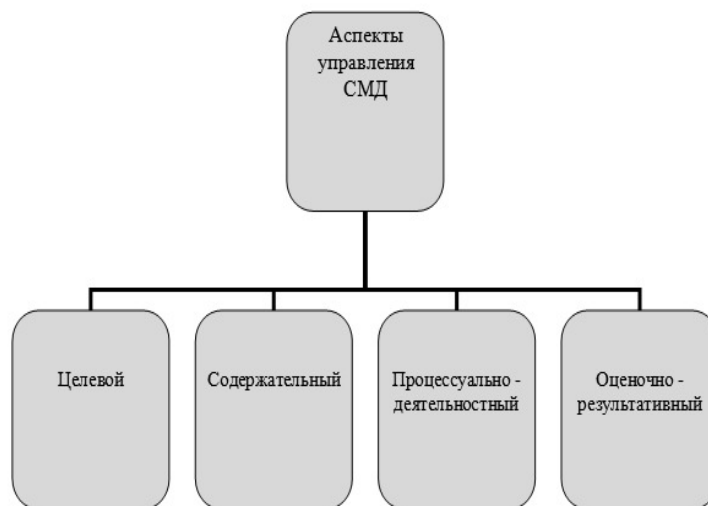 Аспекты
управления
СМД
Целевой
Содержательный
Процессуально -
деятельностный
Оценочно -
результативный